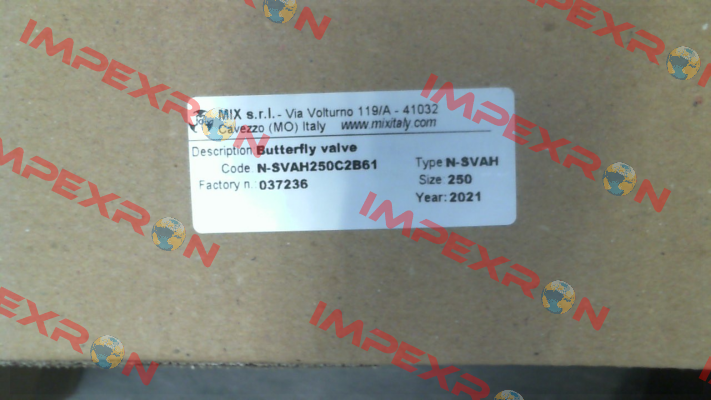 MIX s.r.l. - Via Volturno 119/A - 41032
Cavezzo (MO) Italy www.mixitaly.com
Description Butterfly valve
Code N-SVAH250C2B61 Type N-SVAH
Factory n. 037236 Size: 250
Year: 2021
IMPEXRON
IMPEXRON
IMPEXRON
IMPEXRON
IMPEXRON
IMPEXRON
IMPEXRON